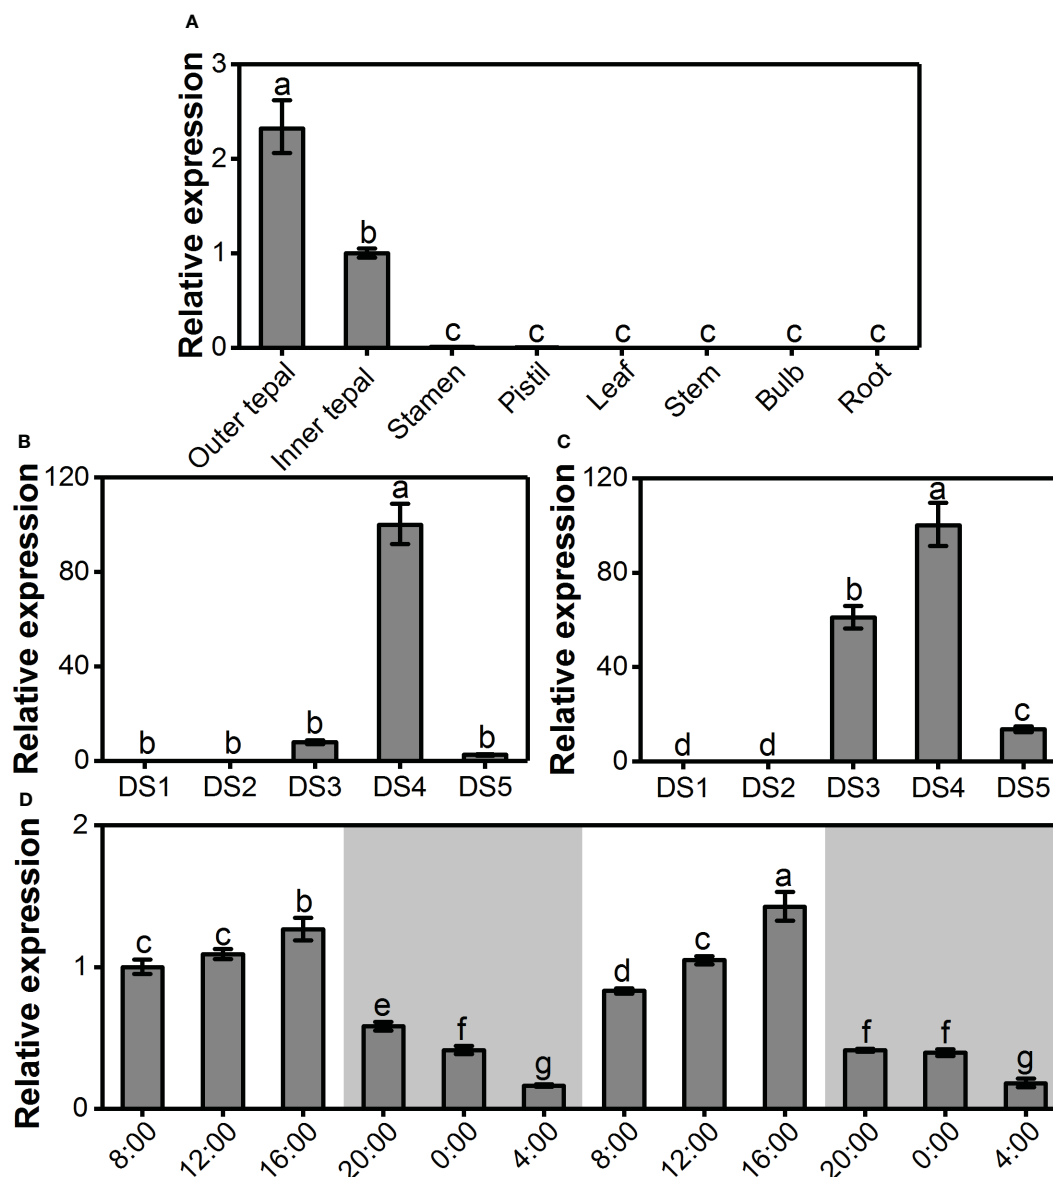 A
Relative expression
3
2
1
0
a
b
c
c
c
c
c
c
Outer tepal
Inner tepal
Stamen
Pistil
Leaf
Stem
Bulb
Root
B
Relative expression
120
80
40
0
b
b
b
a
b
DS1
DS2
DS3
DS4
DS5
C
Relative expression
120
80
40
0
d
d
b
a
c
DS1
DS2
DS3
DS4
DS5
D
Relative expression
2
1
0
c
c
b
e
f
g
d
c
a
f
f
g
8:00
12:00
16:00
20:00
0:00
4:00
8:00
12:00
16:00
20:00
0:00
4:00